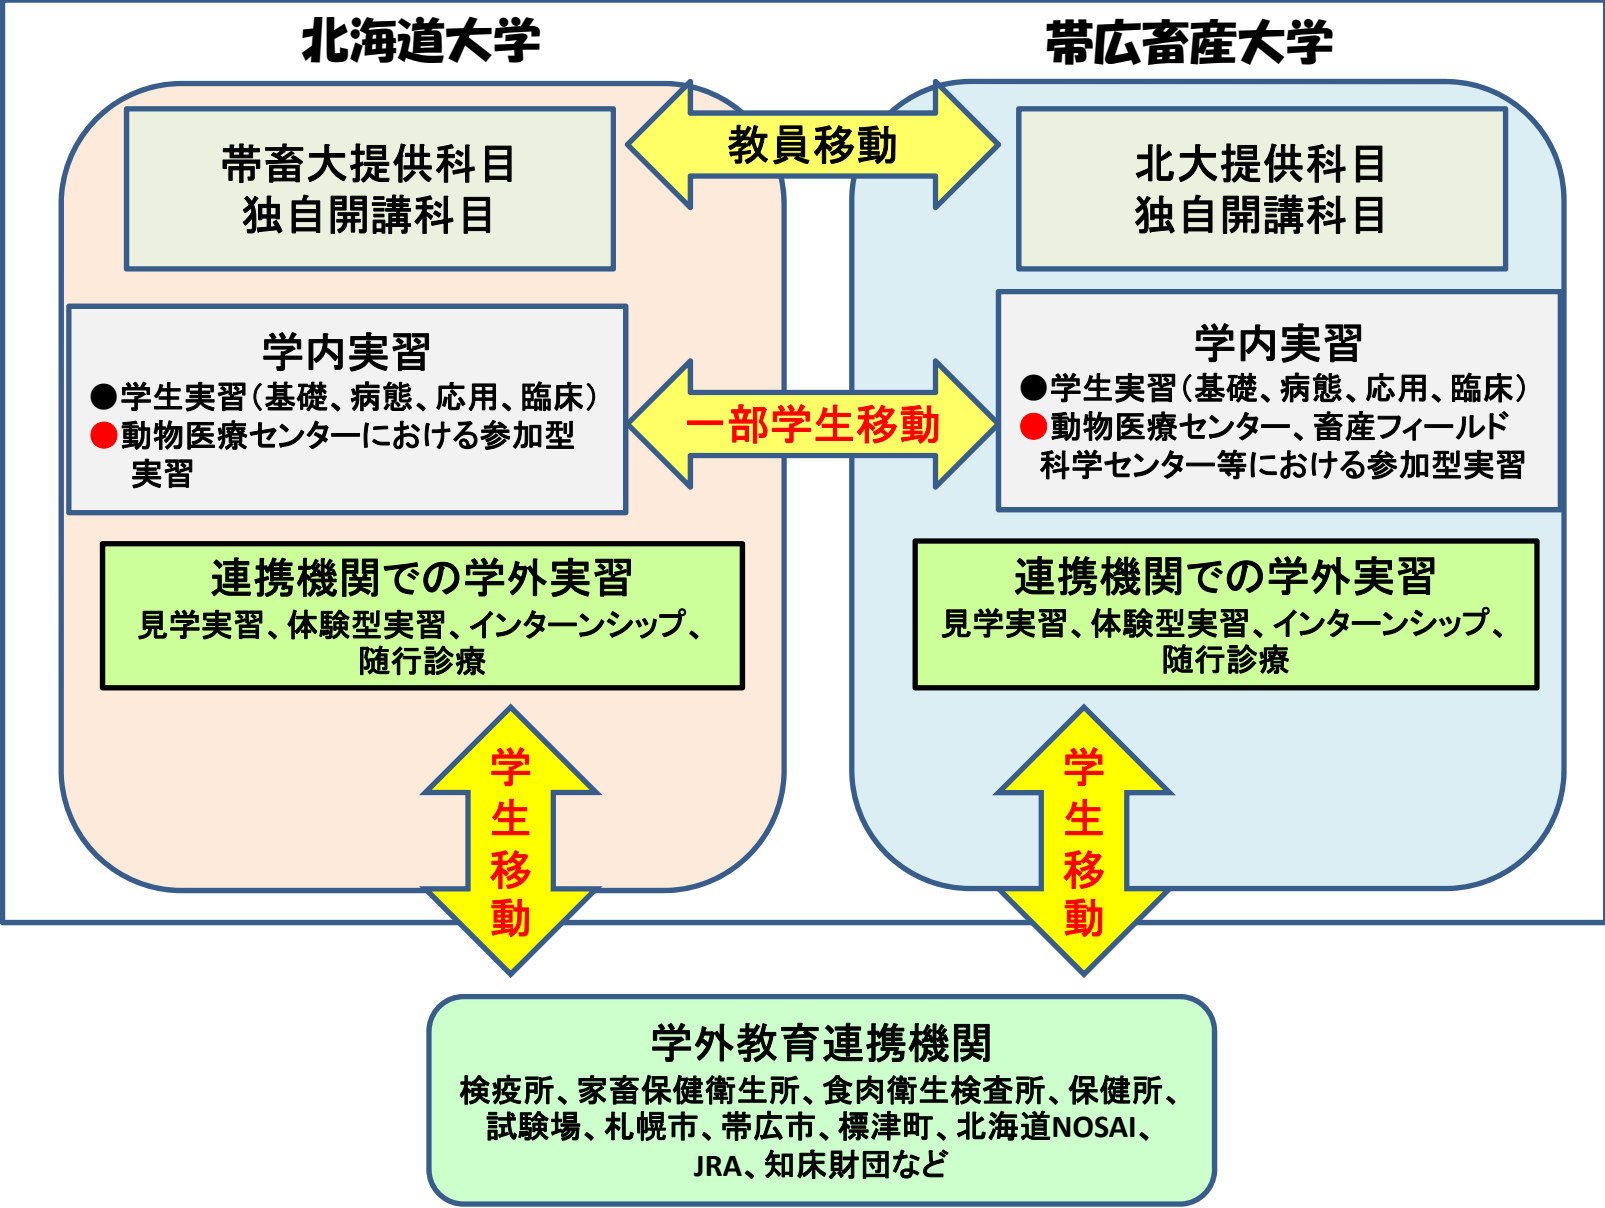 北海道大学
帯畜大提供科目
独自開講科目
学内実習
●学生実習(基礎、病態、応用、臨床)
●動物医療センターにおける参加型
実習
連携機関での学外実習
見学実習、体験型実習、インターンシップ、
随行診療
教員移動
一部学生移動
帯広畜産大学
北大提供科目
独自開講科目
学内実習
●学生実習(基礎、病態、応用、臨床)
●動物医療センター、畜産フィールド
科学センター等における参加型実習
連携機関での学外実習
見学実習、体験型実習、インターンシップ、
随行診療
学生移動
学生移動
学外教育連携機関
検疫所、家畜保健衛生所、食肉衛生検査所、保健所、
試験場、札幌市、帯広市、標津町、北海道NOSAI、
JRA、知床財団など